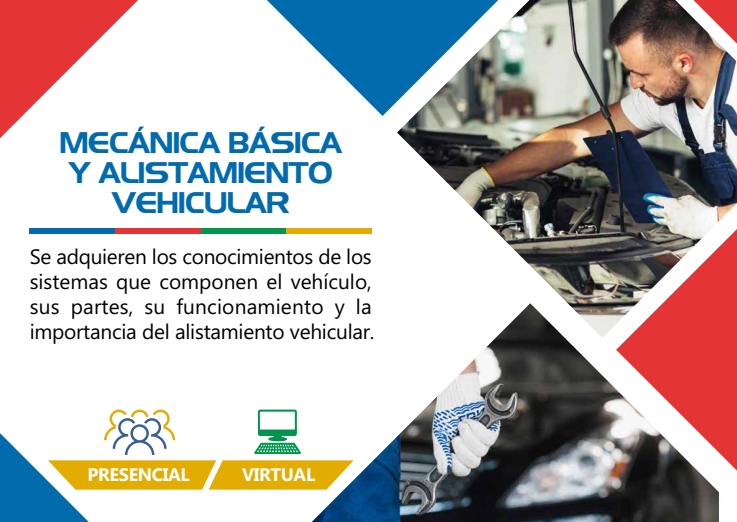 MECÁNICA BÁSICA
Y ALISTAMIENTO
VEHICULAR
Se adquieren los conocimientos de los
sistemas que componen el vehículo,
sus partes, su funcionamiento y la
importancia del alistamiento vehicular.
PRESENCIAL
VIRTUAL